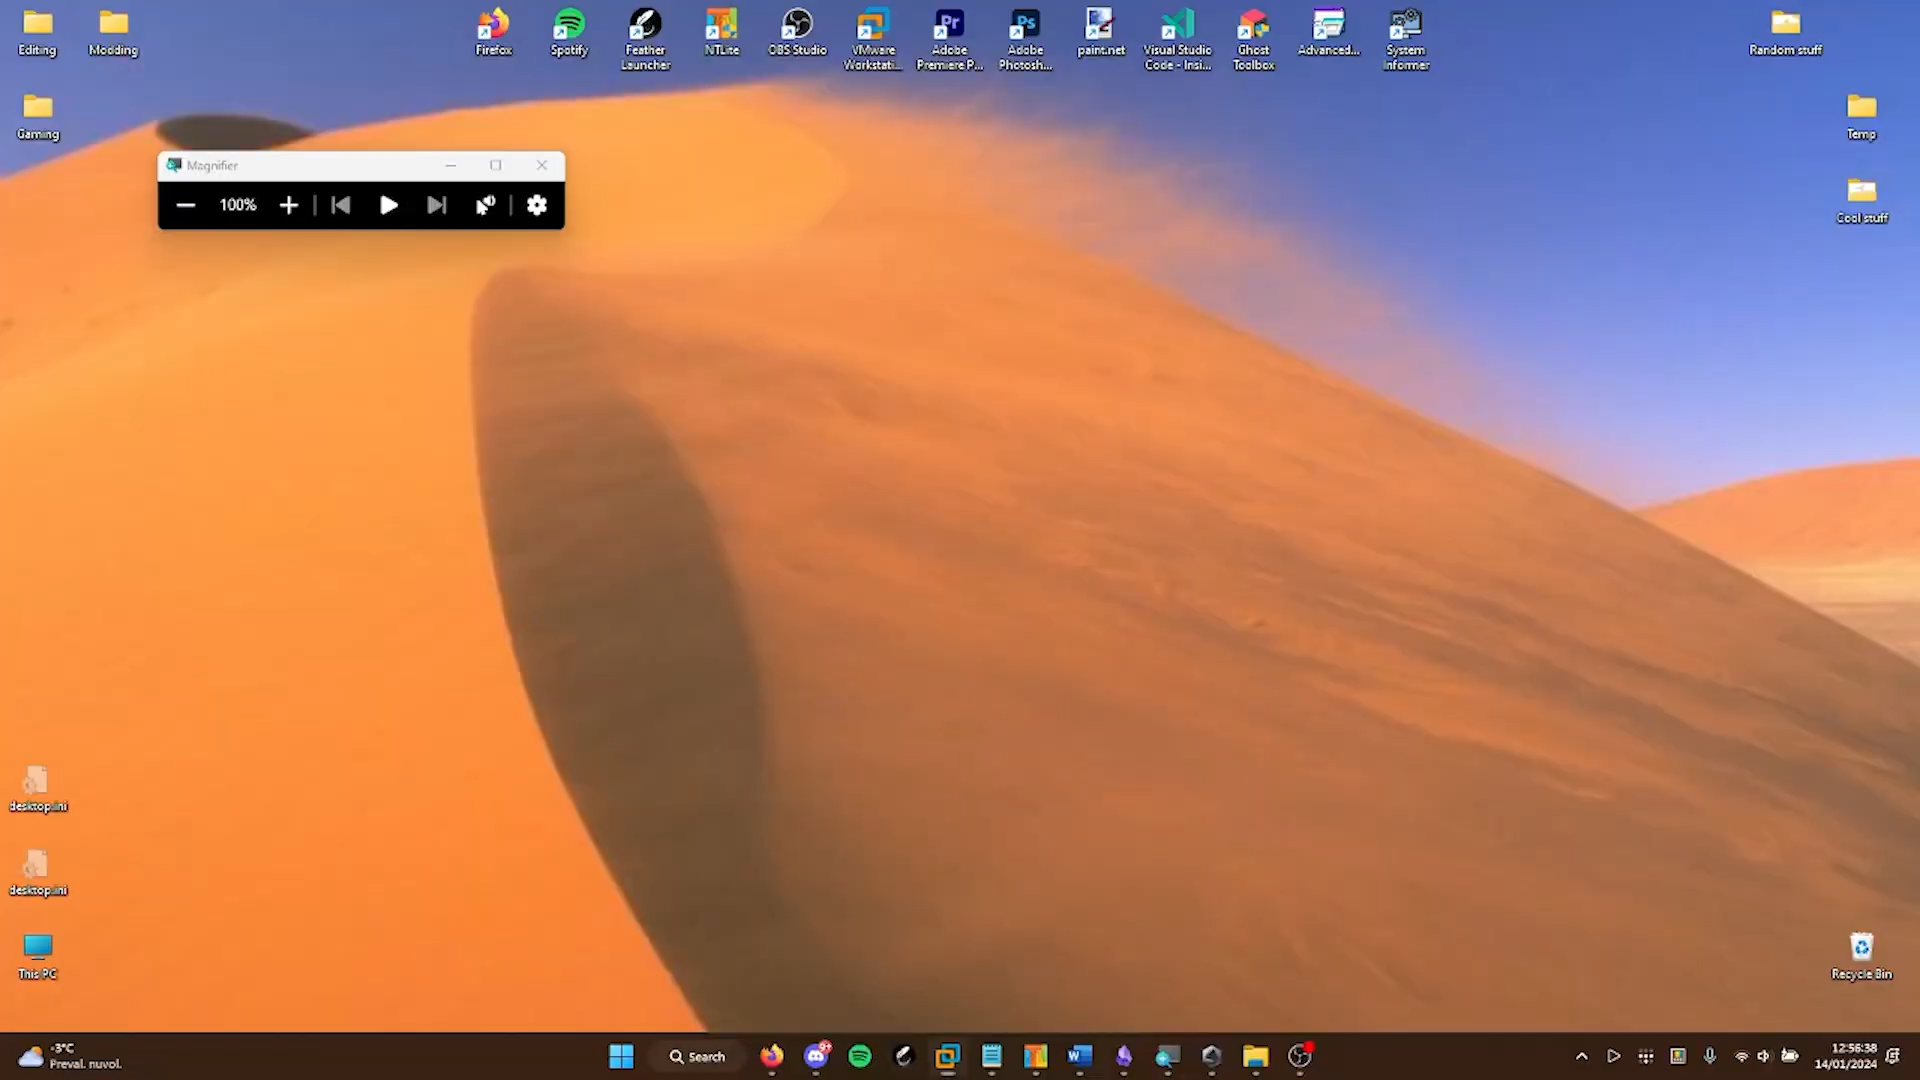 Editing
Modding
Firefox
Spotify
Feather
Launcher
NTLite
OBS Studio
VMware
Workstati...
Adobe
Premiere P...
Adobe
Photosh...
paint.net
Visual Studio
Code - Insi...
Ghost
Toolbox
Advanced...
System
Informer
Random stuff
Gaming
Temp
Magnifier
100%
Cool stuff
desktop.ini
desktop.ini
This PC
Recycle Bin
-3°C
Preval. nuvol.
Search
12:56:38
14/01/2024